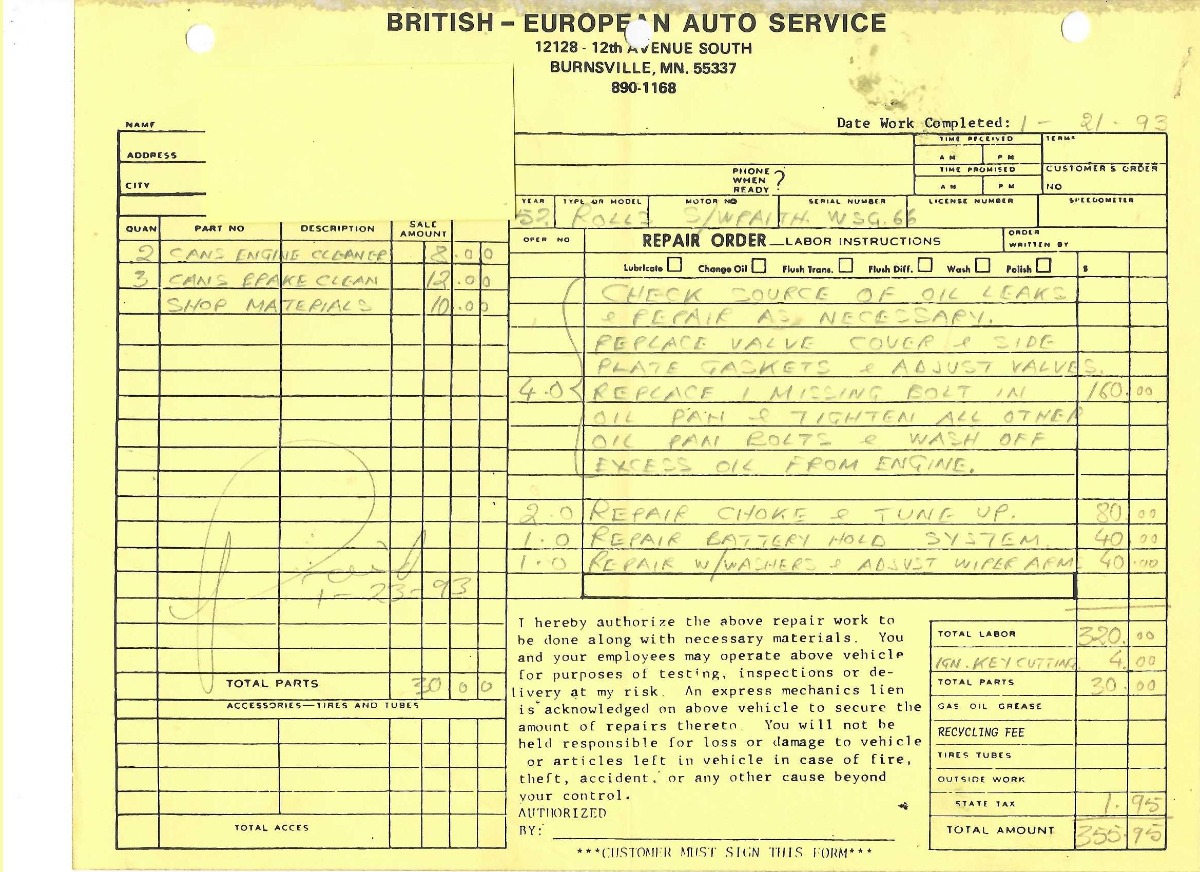 BRITISH - EUROPEAN AUTO SERVICE
12128 - 12th AVENUE SOUTH
BURNSVILLE, MN. 55337
890-1168
Date Work Completed: 1 - 21 - 93
NAME
ADDRESS
CITY
TIME RECEIVED
AM PM
TERMS
PHONE WHEN READY ?
TIME PROMISED
AM PM
CUSTOMER'S ORDER NO
YEAR TYPE OR MODEL MOTOR NO SERIAL NUMBER LICENSE NUMBER SPEEDOMETER
52 ROLLS S/WRAITH. WSG.66
QUAN PART NO DESCRIPTION SALE AMOUNT
2 CANS ENGINE CLEANER 8.00
3 CANS BRAKE CLEAN 12.00
SHOP MATERIALS 10.00
TOTAL PARTS 30 00
ACCESSORIES—TIRES AND TUBES
TOTAL ACCES
Paid
1-23-93
OPER NO REPAIR ORDER — LABOR INSTRUCTIONS ORDER WRITTEN BY
Lubricate Change Oil Flush Trans. Flush Diff. Wash Polish $
CHECK SOURCE OF OIL LEAKS
& REPAIR AS NECESSARY.
REPLACE VALVE COVER & SIDE
PLATE GASKETS & ADJUST VALVES.
4.0 REPLACE 1 MISSING BOLT IN 160.00
OIL PAN & TIGHTEN ALL OTHER
OIL PAN BOLTS & WASH OFF
EXCESS OIL FROM ENGINE.
2.0 REPAIR CHOKE & TUNE UP. 80.00
1.0 REPAIR BATTERY HOLD SYSTEM 40 00
1.0 REPAIR W/WASHERS & ADJUST WIPER ARMS 40.00
I hereby authorize the above repair work to
be done along with necessary materials. You
and your employees may operate above vehicle
for purposes of testing, inspections or de-
livery at my risk. An express mechanics lien
is acknowledged on above vehicle to secure the
amount of repairs thereto. You will not be
held responsible for loss or damage to vehicle
or articles left in vehicle in case of fire,
theft, accident, or any other cause beyond
your control.
AUTHORIZED
BY:
***CUSTOMER MUST SIGN THIS FORM***
TOTAL LABOR 320.00
IGN. KEY CUTTING 4.00
TOTAL PARTS 30.00
GAS OIL GREASE
RECYCLING FEE
TIRES TUBES
OUTSIDE WORK
STATE TAX 1.95
TOTAL AMOUNT 355.95